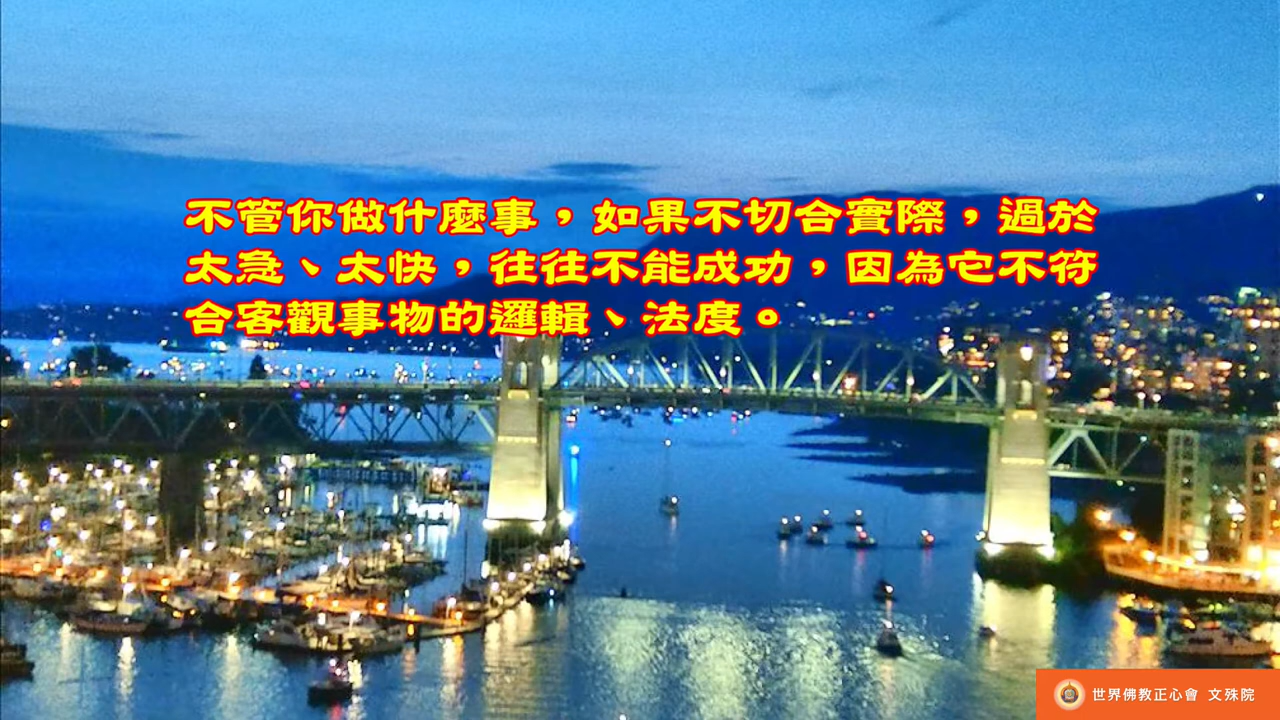 不管你做什麼事，如果不切合實際，過於
太急、太快，往往不能成功，因為它不符
合客觀事物的邏輯、法度。
世界佛教正心會 文殊院